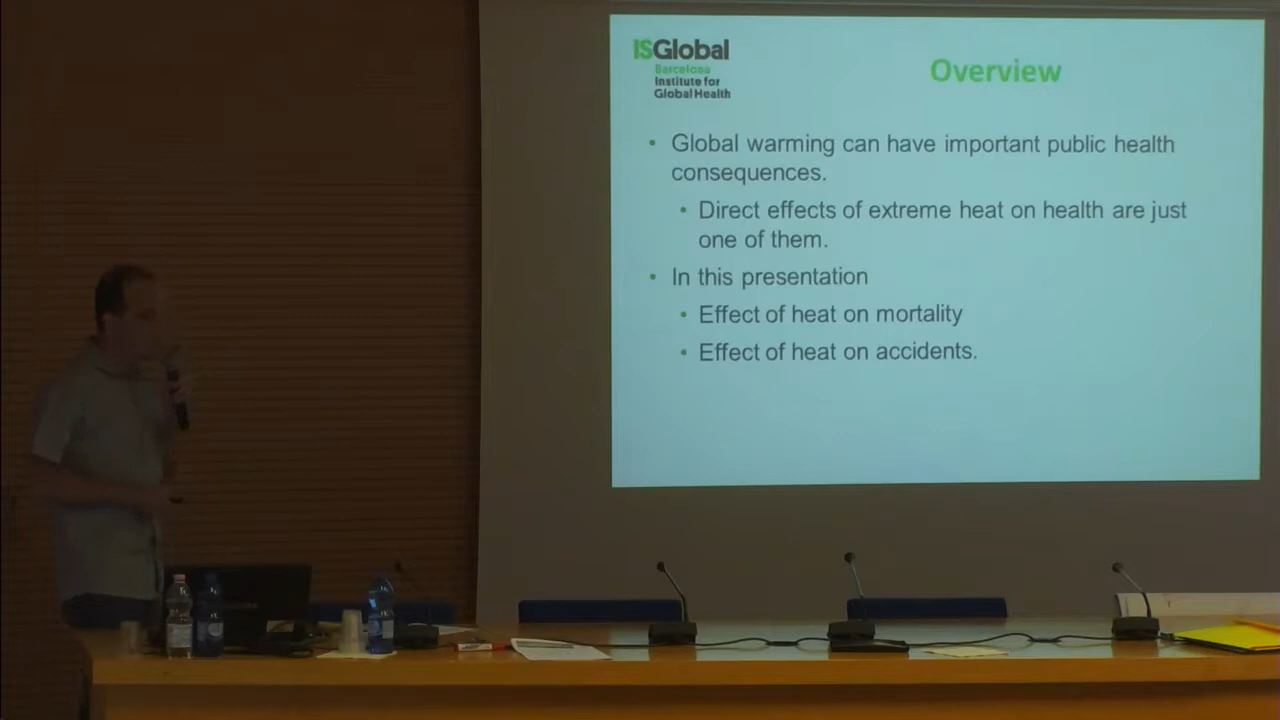 ISGlobal
Barcelona
Institute for
Global Health
Overview
• Global warming can have important public health
consequences.
• Direct effects of extreme heat on health are just
one of them.
• In this presentation
• Effect of heat on mortality
• Effect of heat on accidents.